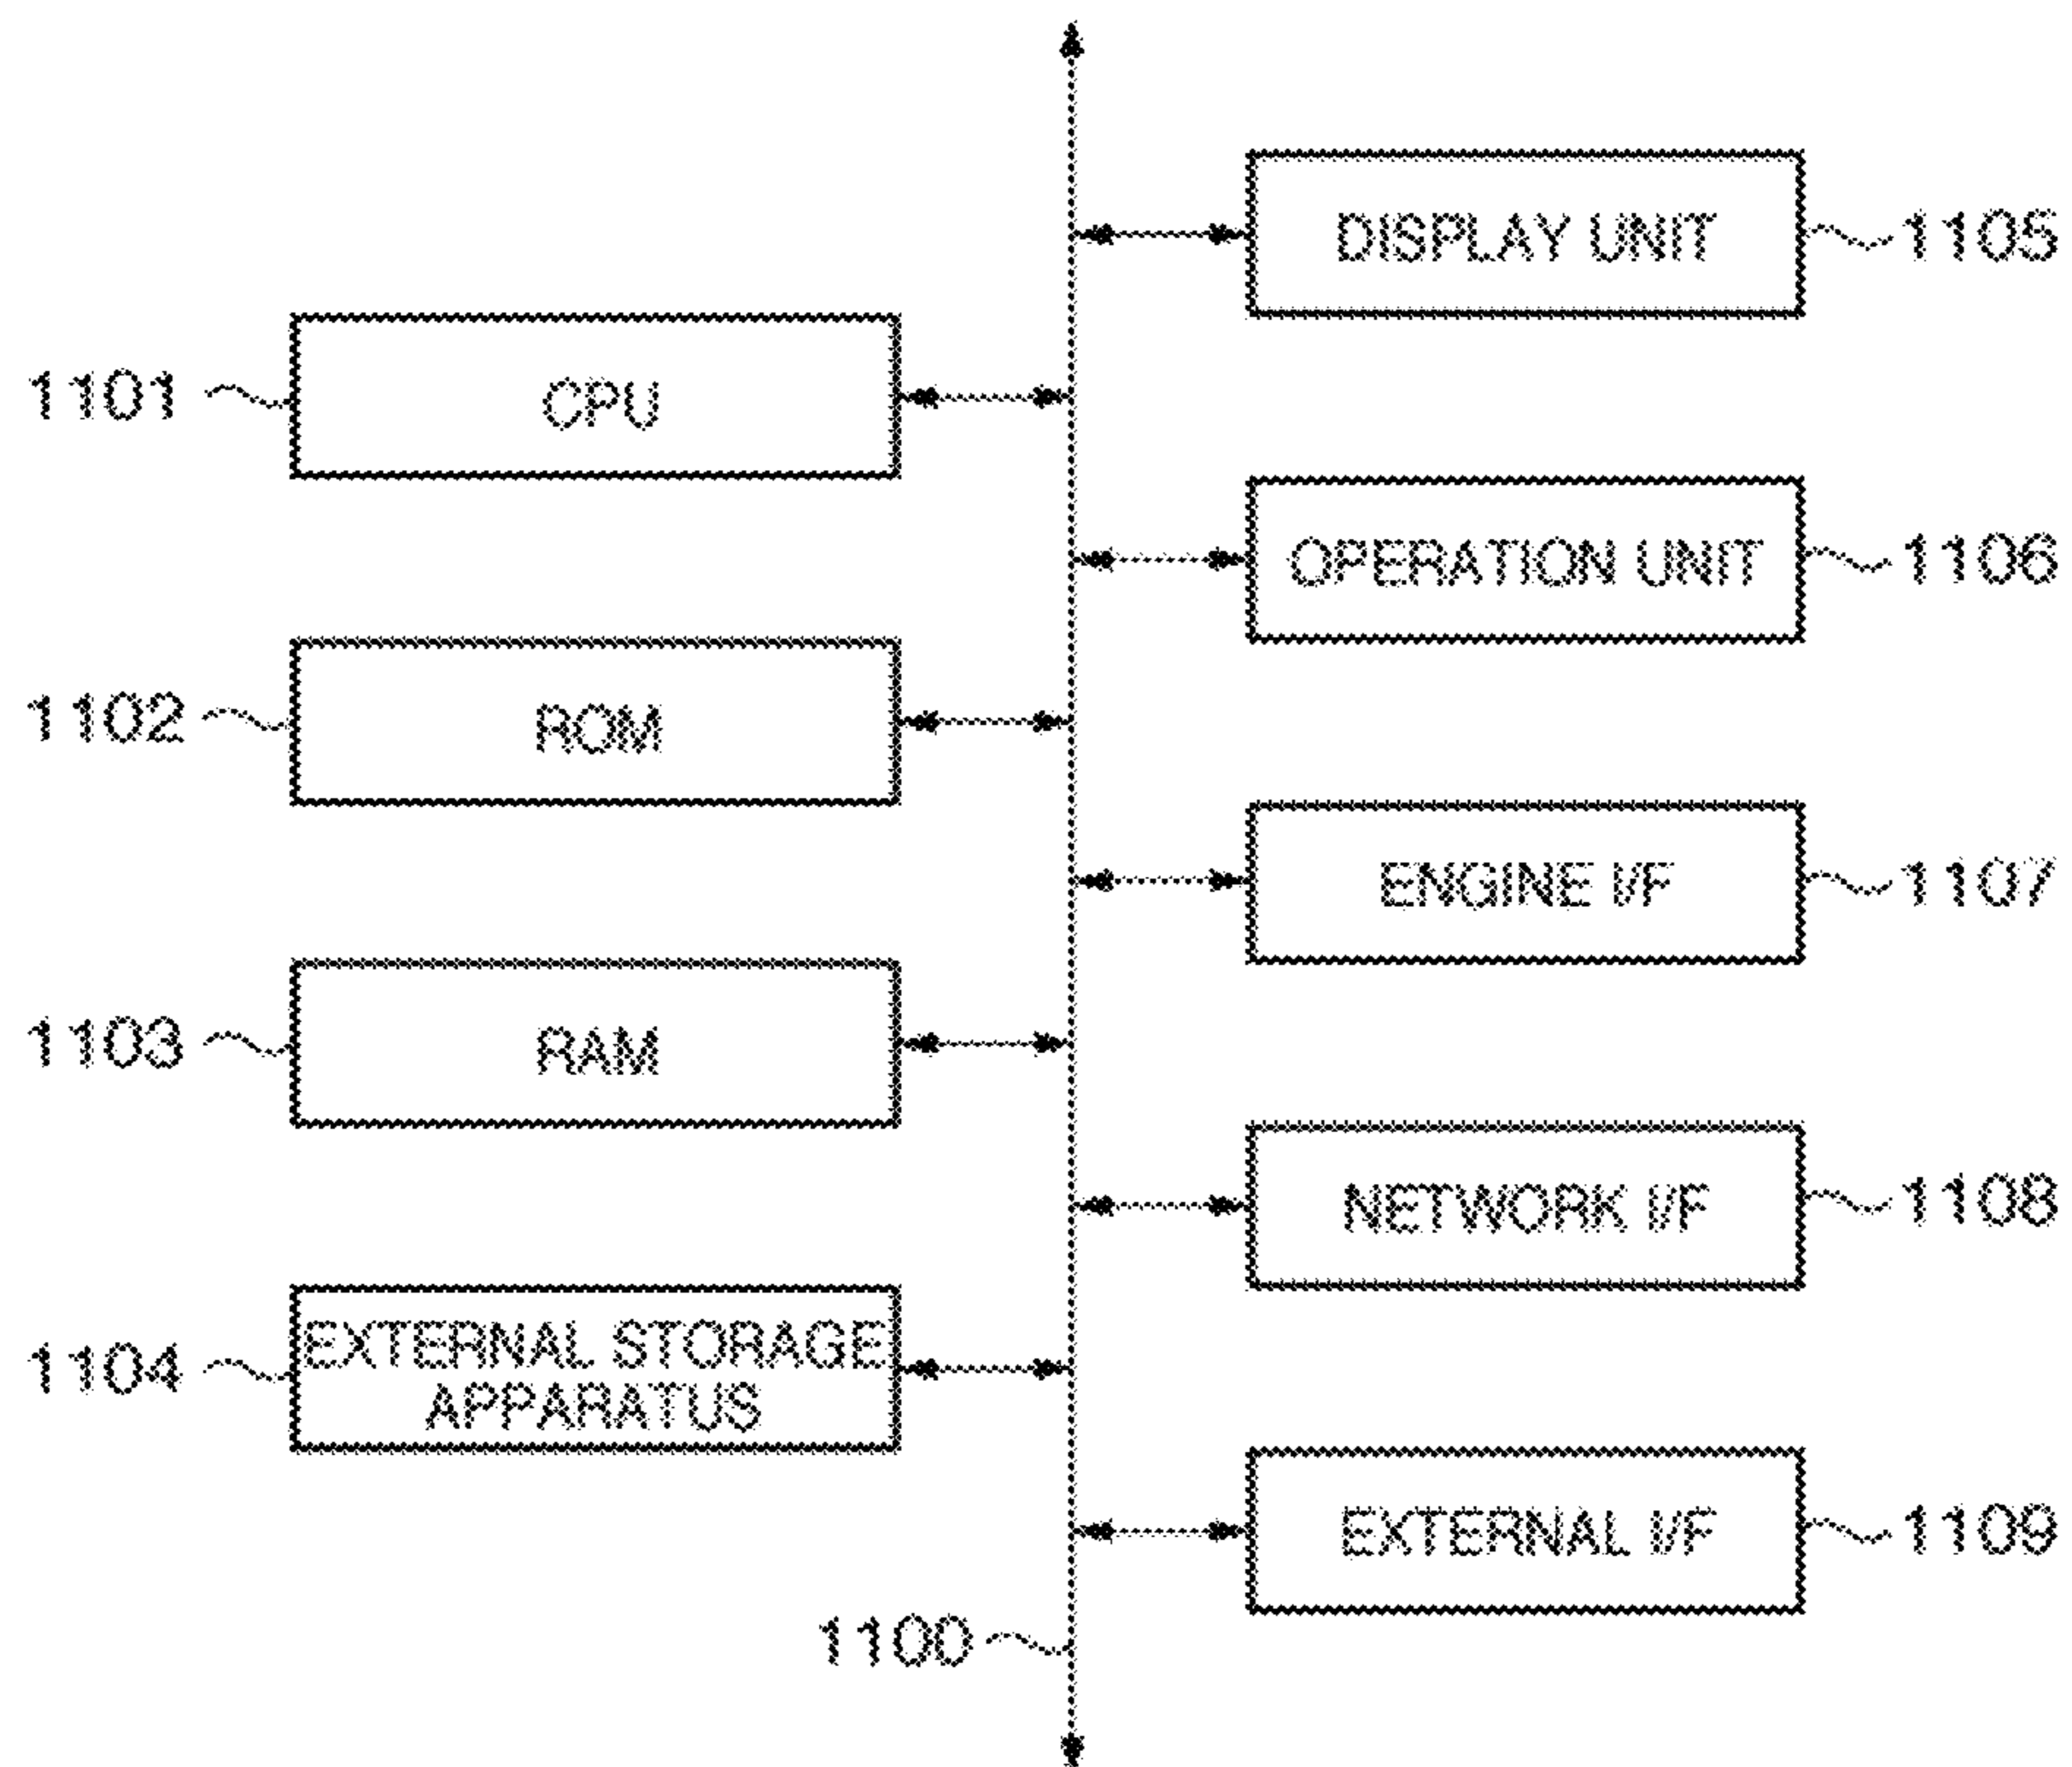 DISPLAY UNIT 1105
1101 CPU
OPERATION UNIT 1106
1102 ROM
ENGINE I/F 1107
1103 RAM
NETWORK I/F 1108
1104 EXTERNAL STORAGE
APPARATUS
EXTERNAL I/F 1109
1100